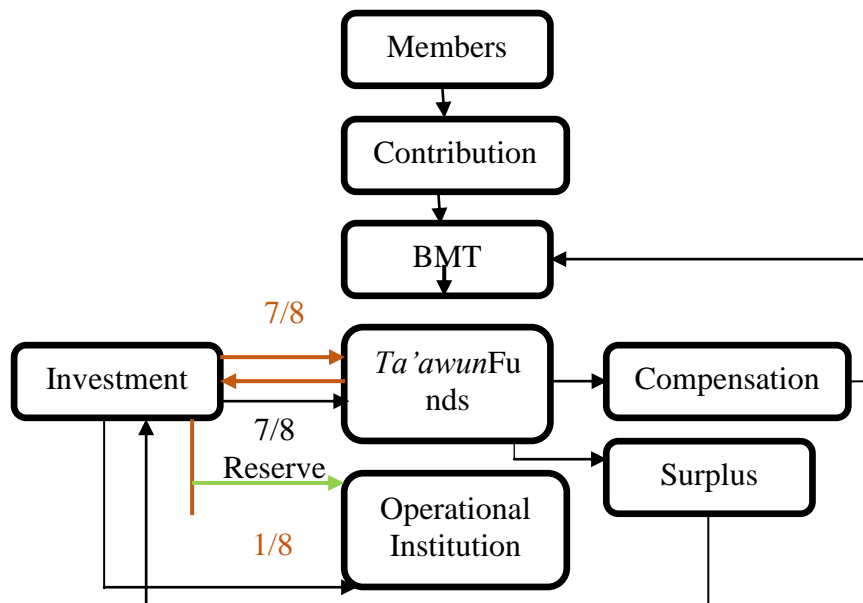 Members
Contribution
BMT
7/8
Ta’awunFu
nds
Investment
Compensation
7/8
Reserve
Surplus
Operational
Institution
1/8